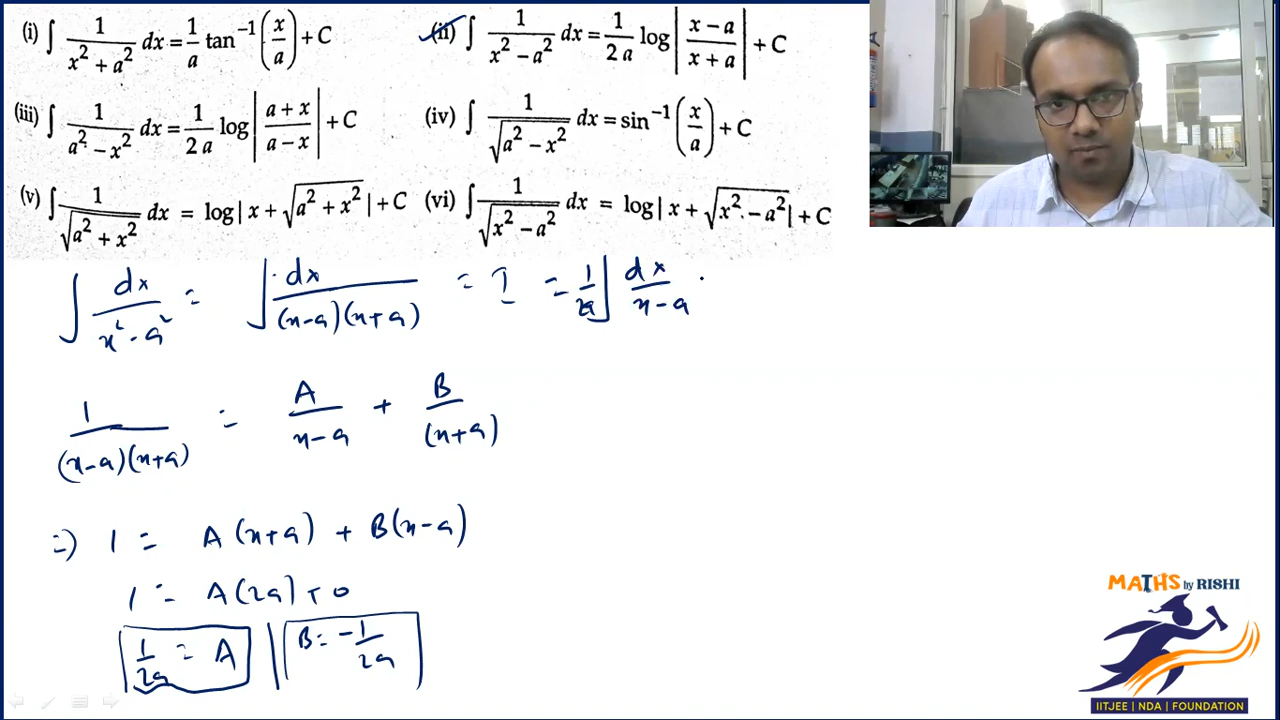 (i) ∫ 1/(x² + a²) dx = 1/a tan⁻¹ (x/a) + C (ii) ∫ 1/(x² − a²) dx = 1/(2a) log |(x − a)/(x + a)| + C
(iii) ∫ 1/(a² − x²) dx = 1/(2a) log |(a + x)/(a − x)| + C (iv) ∫ 1/√(a² − x²) dx = sin⁻¹ (x/a) + C
(v) ∫ 1/√(a² + x²) dx = log | x + √(a² + x²) | + C (vi) ∫ 1/√(x² − a²) dx = log | x + √(x² − a²) | + C
∫ dx/(x² - a²) = ∫ dx/((x-a)(x+a)) = I = 1/2a ∫ dx/(x-a)
1/((x-a)(x+a)) = A/(x-a) + B/(x+a)
=) 1 = A(x+a) + B(x-a)
1 = A(2a) + 0
1/2a = A | B = -1/2a
MATHS by RISHI
IITJEE | NDA | FOUNDATION